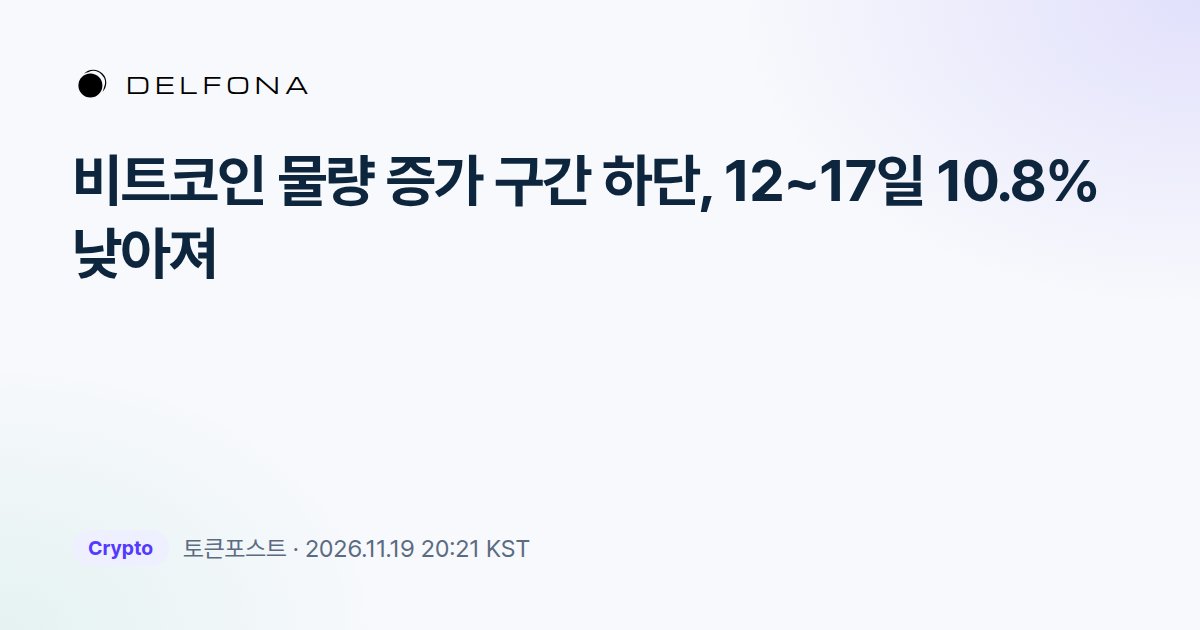 DELFONA
비트코인 물량 증가 구간 하단, 12~17일 10.8%
낮아져
Crypto 토큰포스트 · 2026.11.19 20:21 KST